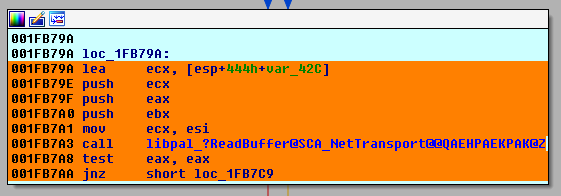 001FB79A
001FB79A loc_1FB79A:
001FB79A lea ecx, [esp+444h+var_42C]
001FB79E push ecx
001FB79F push eax
001FB7A0 push ebx
001FB7A1 mov ecx, esi
001FB7A3 call libpal_?ReadBuffer@SCA_NetTransport@@QAEHPAEKPAK@Z
001FB7A8 test eax, eax
001FB7AA jnz short loc_1FB7C9